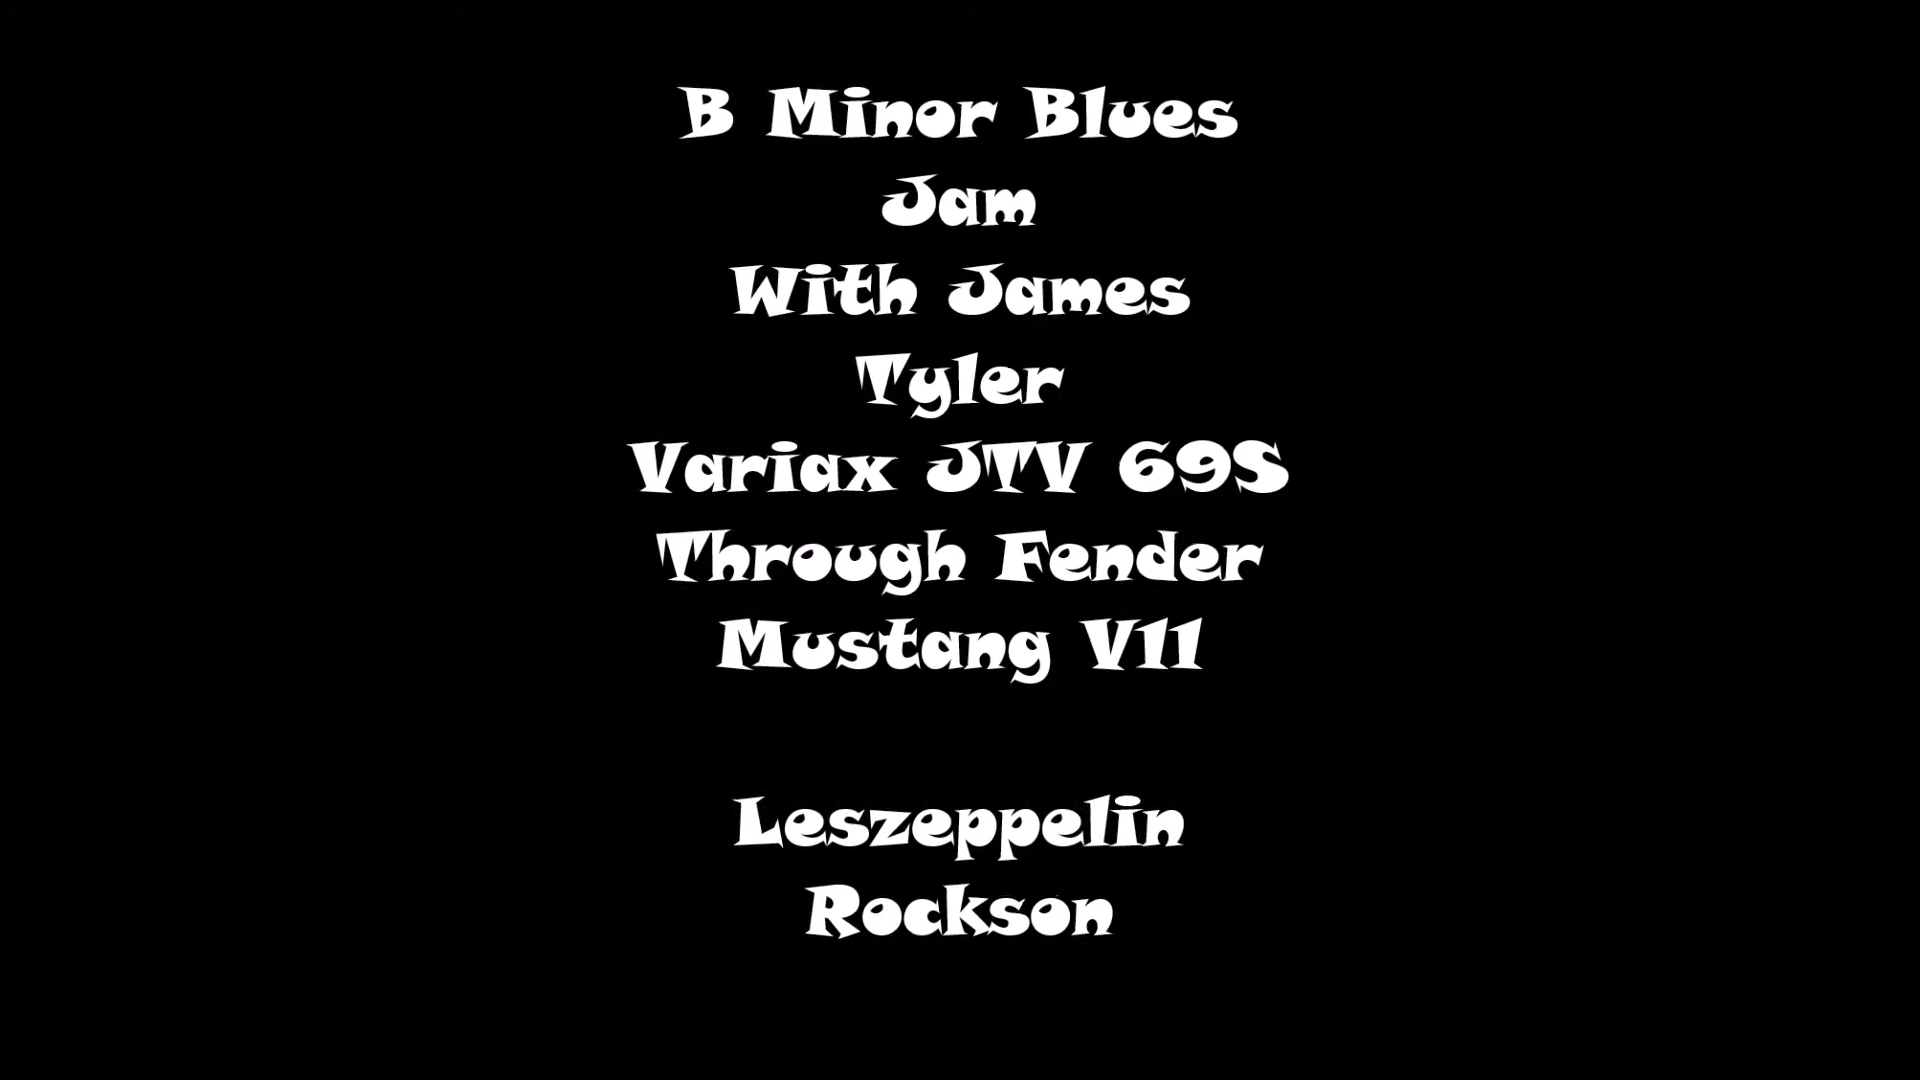 B Minor Blues
Jam
With James
Tyler
Variax JTV 69S
Through Fender
Mustang V11

Leszeppelin
Rockson